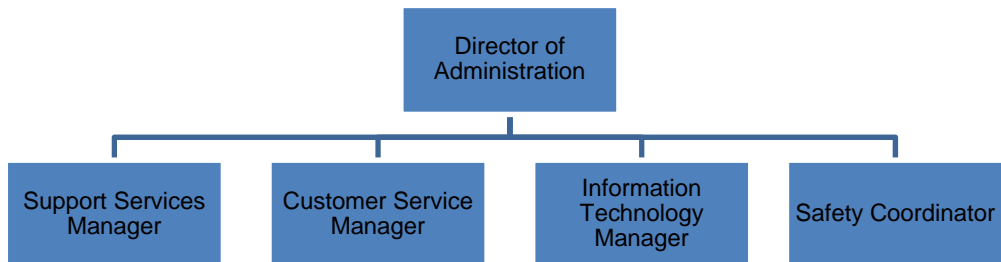 Director of
Administration
Support Services
Manager
Customer Service
Manager
Information
Technology
Manager
Safety Coordinator